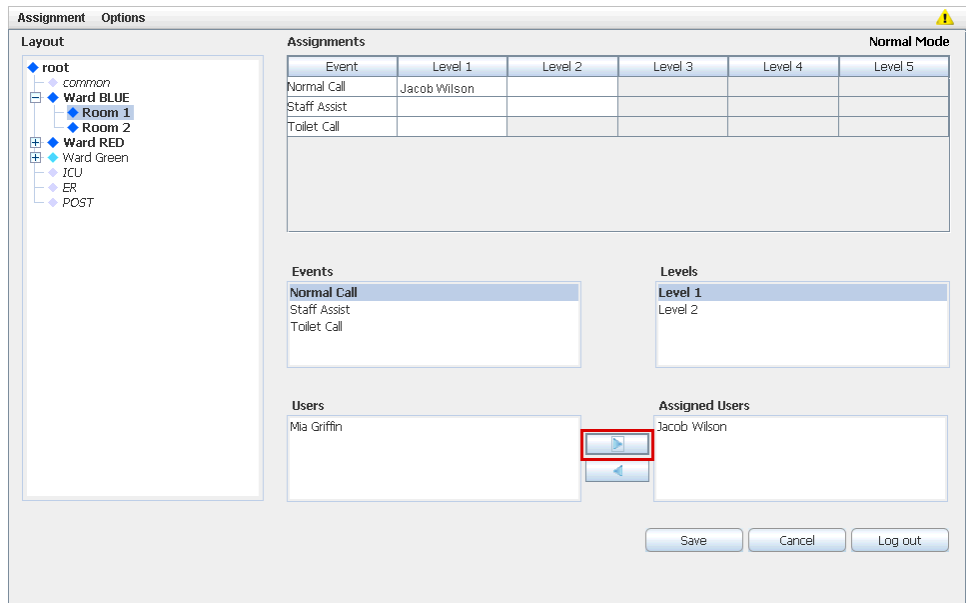 Assignment Options
Layout
root
common
Ward BLUE
Room 1
Room 2
Ward RED
Ward Green
ICU
ER
POST
Assignments Normal Mode
Event Level 1 Level 2 Level 3 Level 4 Level 5
Normal Call Jacob Wilson
Staff Assist
Toilet Call
Events
Normal Call
Staff Assist
Toilet Call
Levels
Level 1
Level 2
Users
Mia Griffin
Assigned Users
Jacob Wilson
Save Cancel Log out